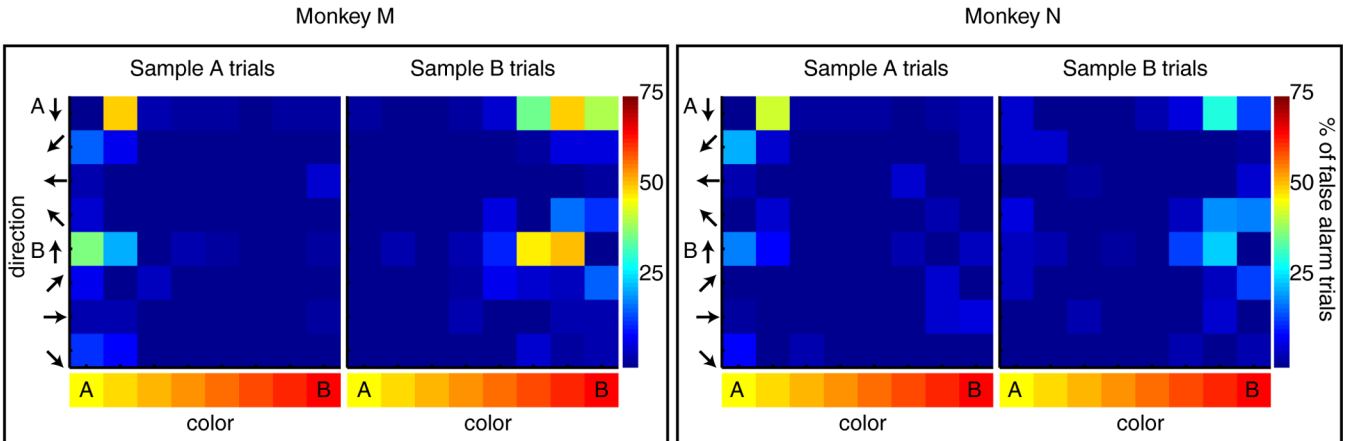 Monkey M
Monkey N
Sample A trials
Sample B trials
75
50
25
A
B
direction
A
B
A
B
color
color
Sample A trials
Sample B trials
75
50
25
% of false alarm trials
A
B
A
B
A
B
color
color